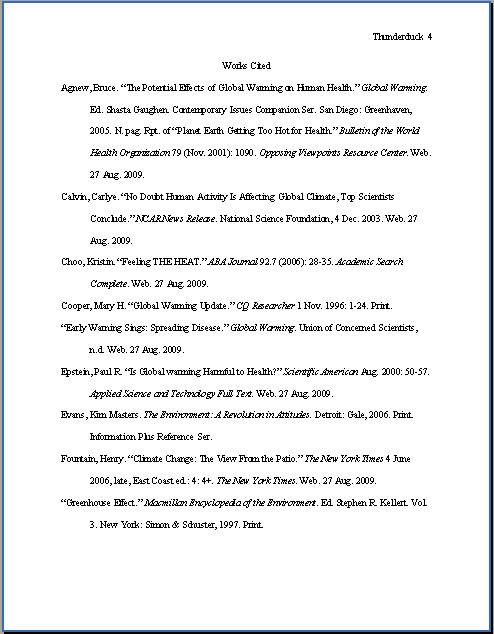 Thunderduck 4
Works Cited
Agnew, Bruce. “The Potential Effects of Global Warming on Human Health.” Global Warming.
Ed. Shasta Gaughen. Contemporary Issues Companion Ser. San Diego: Greenhaven,
2005. N. pag. Rpt. of “Planet Earth Getting Too Hot for Health.” Bulletin of the World
Health Organization 79 (Nov. 2001): 1090. Opposing Viewpoints Resource Center. Web.
27 Aug. 2009.
Calvin, Carlye. “No Doubt Human Activity Is Affecting Global Climate, Top Scientists
Conclude.” NCAR News Release. National Science Foundation, 4 Dec. 2003. Web. 27
Aug. 2009.
Choo, Kristin. “Feeling THE HEAT.” ABA Journal 92.7 (2006): 28-35. Academic Search
Complete. Web. 27 Aug. 2009.
Cooper, Mary H. “Global Warming Update.” CQ Researcher 1 Nov. 1996: 1-24. Print.
“Early Warning Sings: Spreading Disease.” Global Warming. Union of Concerned Scientists,
n.d. Web. 27 Aug. 2009.
Epstein, Paul R. “Is Global warming Harmful to Health?” Scientific American Aug. 2000: 50-57.
Applied Science and Technology Full Text. Web. 27 Aug. 2009.
Evans, Kim Masters. The Environment: A Revolution in Attitudes. Detroit: Gale, 2006. Print.
Information Plus Reference Ser.
Fountain, Henry. “Climate Change: The View From the Patio.” The New York Times 4 June
2006, late, East Coast ed.: 4: 4+. The New York Times. Web. 27 Aug. 2009.
“Greenhouse Effect.” Macmillan Encyclopedia of the Environment. Ed. Stephen R. Kellert. Vol.
3. New York: Simon & Schuster, 1997. Print.